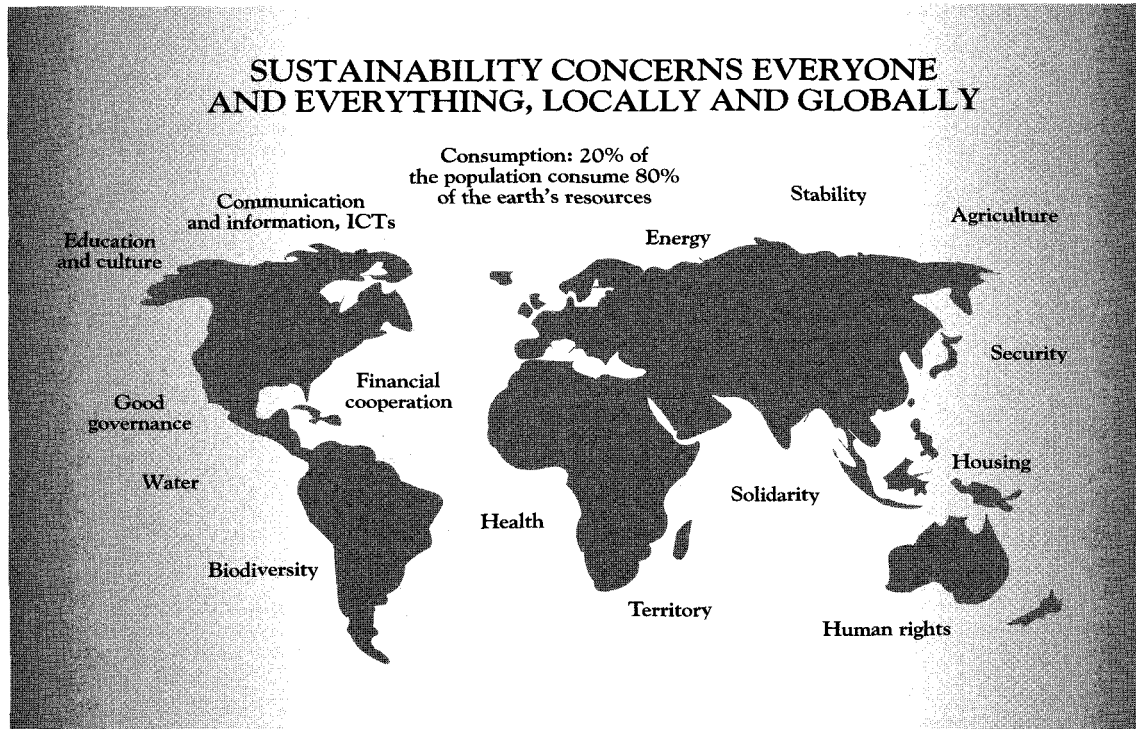 SUSTAINABILITY CONCERNS EVERYONE
AND EVERYTHING, LOCALLY AND GLOBALLY
Consumption: 20% of
the population consume 80%
of the earth's resources
Stability
Communication
and information, ICTs
Agriculture
Education
and culture
Energy
Security
Financial
cooperation
Good
governance
Water
Housing
Solidarity
Health
Biodiversity
Territory
Human rights